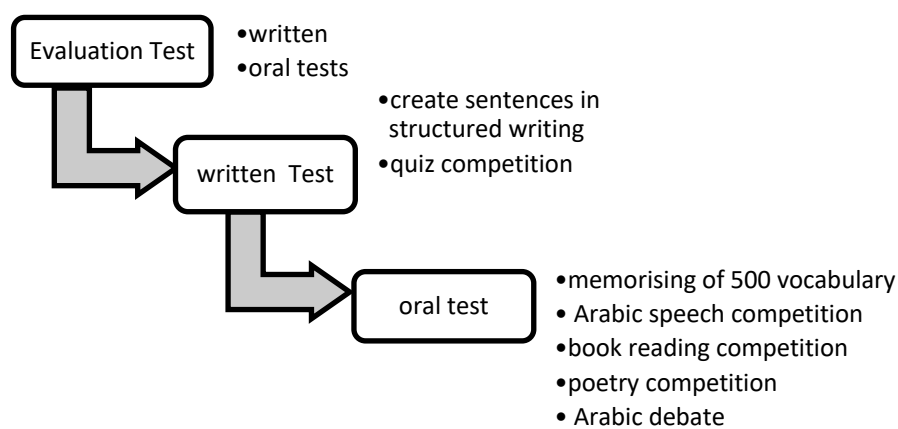 Evaluation Test
•written
•oral tests
written Test
•create sentences in
structured writing
•quiz competition
oral test
•memorising of 500 vocabulary
• Arabic speech competition
•book reading competition
•poetry competition
• Arabic debate